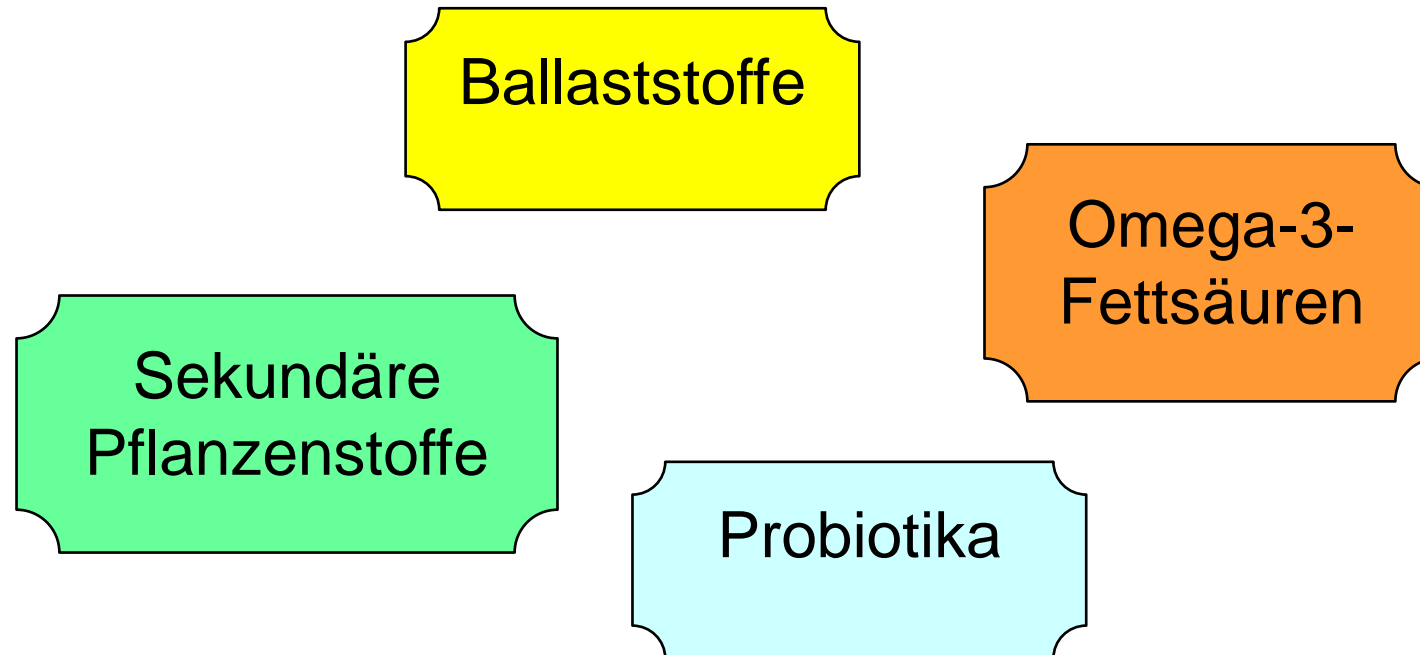 Ballaststoffe
Omega-3-
Fettsäuren
Sekundäre
Pflanzenstoffe
Probiotika